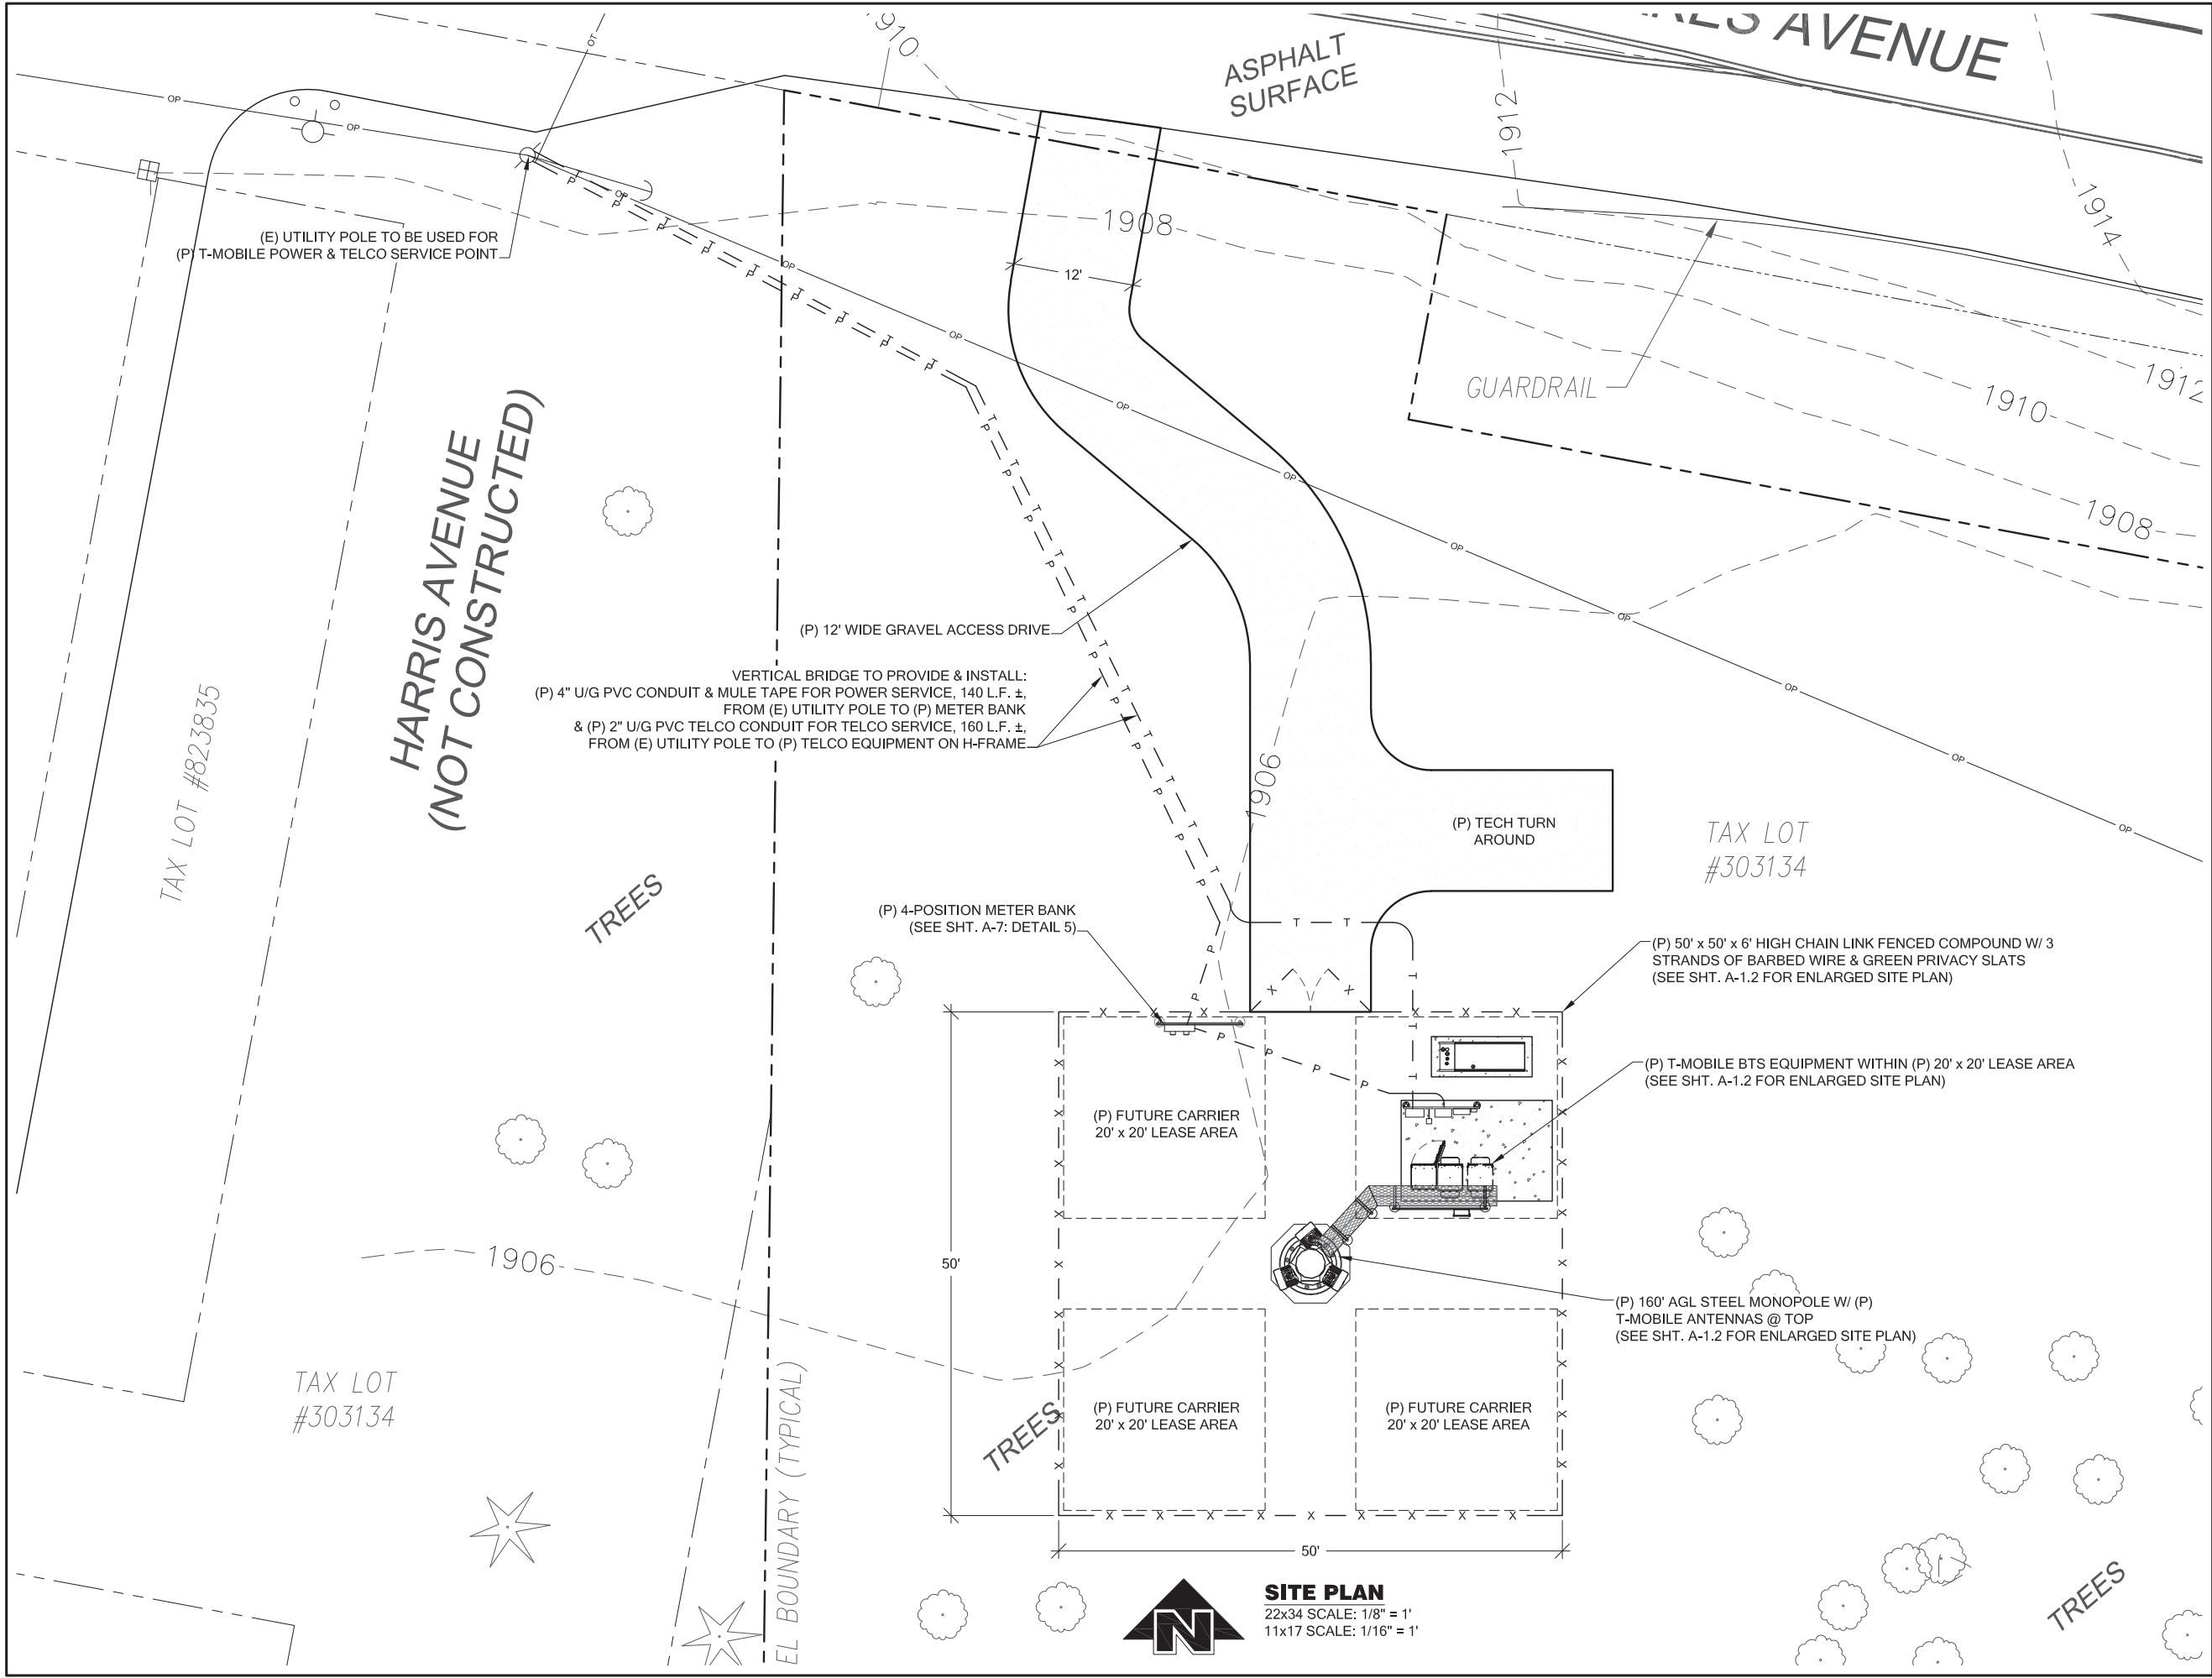 AVENUE
ASPHALT
SURFACE
1910
1912
1914
OT
OP
OP
OP
(E) UTILITY POLE TO BE USED FOR
(P) T-MOBILE POWER & TELCO SERVICE POINT
1908
12'
GUARDRAIL
1912
1910
1908
HARRIS AVENUE
(NOT CONSTRUCTED)
TAX LOT #823835
(P) 12' WIDE GRAVEL ACCESS DRIVE
VERTICAL BRIDGE TO PROVIDE & INSTALL:
(P) 4" U/G PVC CONDUIT & MULE TAPE FOR POWER SERVICE, 140 L.F. ±,
FROM (E) UTILITY POLE TO (P) METER BANK
& (P) 2" U/G PVC TELCO CONDUIT FOR TELCO SERVICE, 160 L.F. ±,
FROM (E) UTILITY POLE TO (P) TELCO EQUIPMENT ON H-FRAME
1906
(P) TECH TURN
AROUND
TAX LOT
#303134
TREES
(P) 4-POSITION METER BANK
(SEE SHT. A-7: DETAIL 5)
(P) 50' x 50' x 6' HIGH CHAIN LINK FENCED COMPOUND W/ 3
STRANDS OF BARBED WIRE & GREEN PRIVACY SLATS
(SEE SHT. A-1.2 FOR ENLARGED SITE PLAN)
(P) T-MOBILE BTS EQUIPMENT WITHIN (P) 20' x 20' LEASE AREA
(SEE SHT. A-1.2 FOR ENLARGED SITE PLAN)
(P) FUTURE CARRIER
20' x 20' LEASE AREA
1906
50'
(P) 160' AGL STEEL MONOPOLE W/ (P)
T-MOBILE ANTENNAS @ TOP
(SEE SHT. A-1.2 FOR ENLARGED SITE PLAN)
TAX LOT
#303134
EL BOUNDARY (TYPICAL)
TREES
(P) FUTURE CARRIER
20' x 20' LEASE AREA
(P) FUTURE CARRIER
20' x 20' LEASE AREA
50'
TREES
N
SITE PLAN
22x34 SCALE: 1/8" = 1'
11x17 SCALE: 1/16" = 1'